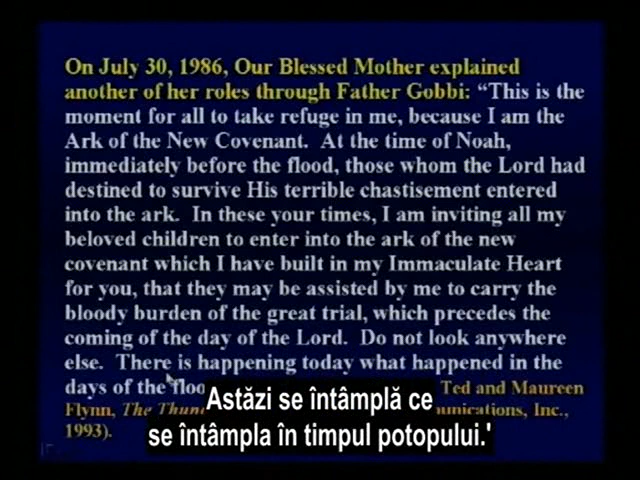 On July 30, 1986, Our Blessed Mother explained
another of her roles through Father Gobbi: “This is the
moment for all to take refuge in me, because I am the
Ark of the New Covenant. At the time of Noah,
immediately before the flood, those whom the Lord had
destined to survive His terrible chastisement entered
into the ark. In these your times, I am inviting all my
beloved children to enter into the ark of the new
covenant which I have built in my Immaculate Heart
for you, that they may be assisted by me to carry the
bloody burden of the great trial, which precedes the
coming of the day of the Lord. Do not look anywhere
else. There is happening today what happened in the
days of the floo Ted and Maureen
Flynn, The Thun unications, Inc.,
1993).
Astăzi se întâmplă ce
se întâmpla în timpul potopului.'